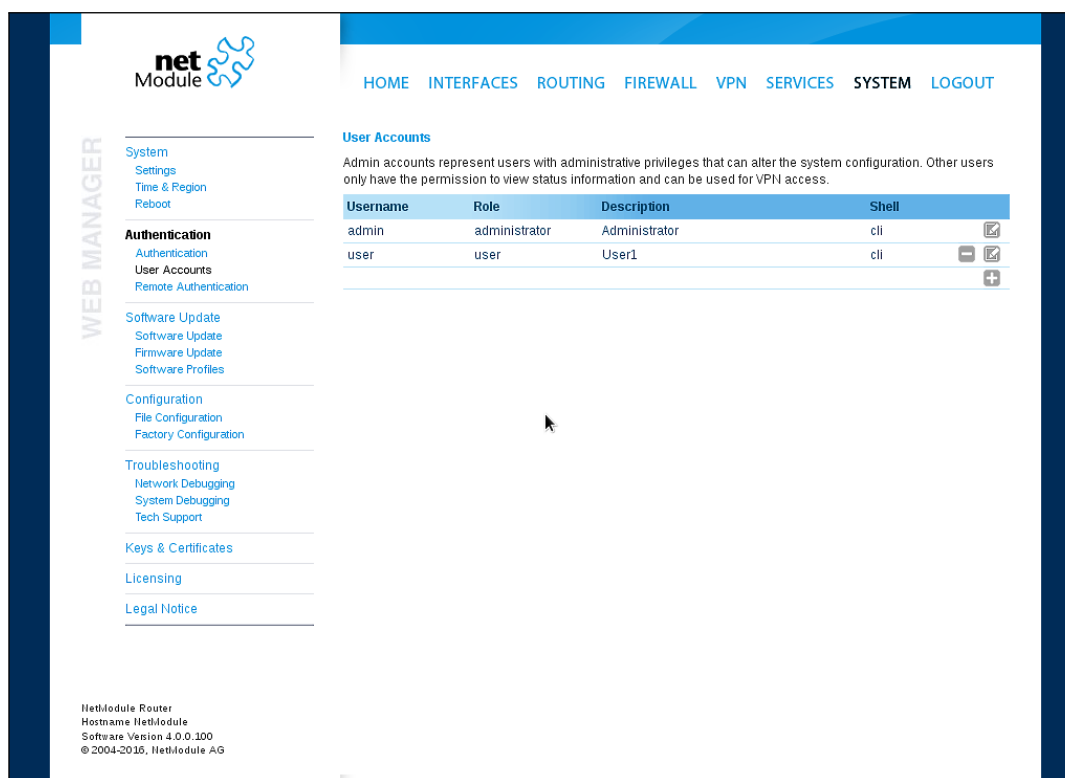 net
Module
HOME INTERFACES ROUTING FIREWALL VPN SERVICES SYSTEM LOGOUT
WEB MANAGER
System
Settings
Time & Region
Reboot
Authentication
Authentication
User Accounts
Remote Authentication
Software Update
Software Update
Firmware Update
Software Profiles
Configuration
File Configuration
Factory Configuration
Troubleshooting
Network Debugging
System Debugging
Tech Support
Keys & Certificates
Licensing
Legal Notice
User Accounts
Admin accounts represent users with administrative privileges that can alter the system configuration. Other users
only have the permission to view status information and can be used for VPN access.
Username Role Description Shell
admin administrator Administrator cli
user user User1 cli
NetModule Router
Hostname NetModule
Software Version 4.0.0.100
© 2004-2016, NetModule AG